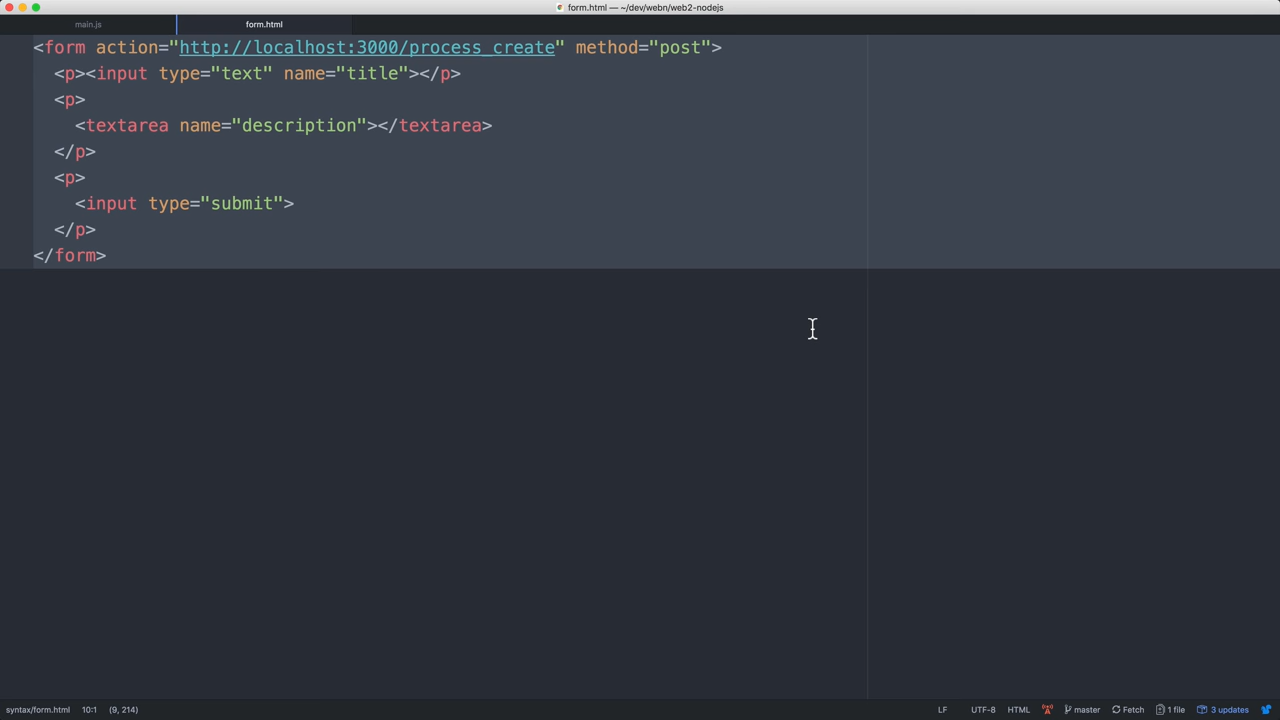 form.html — ~/dev/webn/web2-nodejs
main.js
form.html
<form action="http://localhost:3000/process_create" method="post">
  <p><input type="text" name="title"></p>
  <p>
    <textarea name="description"></textarea>
  </p>
  <p>
    <input type="submit">
  </p>
</form>
syntax/form.html 10:1 (9, 214) LF UTF-8 HTML master Fetch 1 file 3 updates